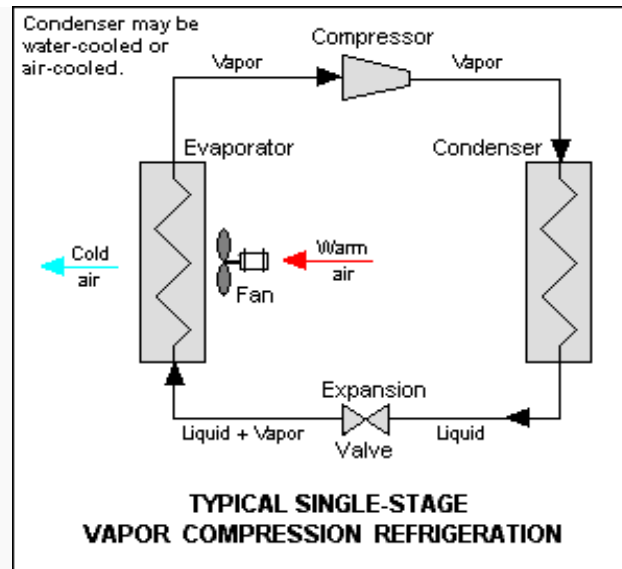 Condenser may be
water-cooled or
air-cooled.
Compressor
Vapor
Vapor
Evaporator
Condenser
Cold
air
Warm
air
Fan
Expansion
Valve
Liquid + Vapor
Liquid
TYPICAL SINGLE-STAGE
VAPOR COMPRESSION REFRIGERATION